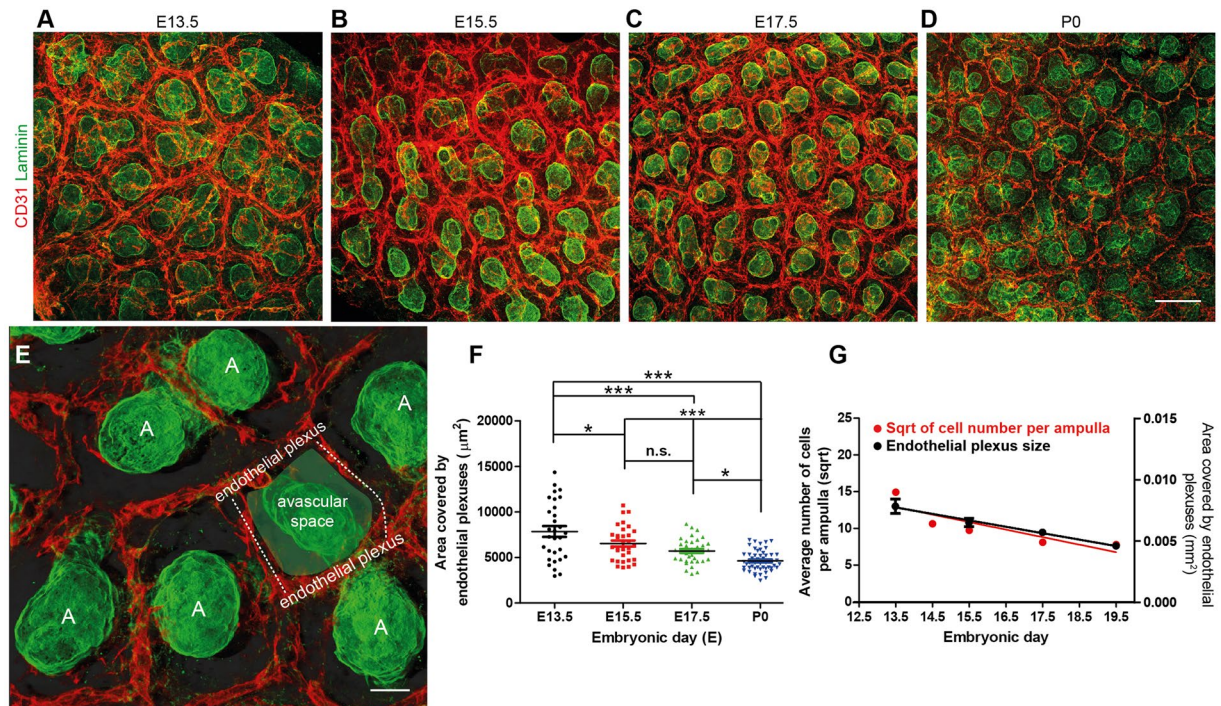 A
E13.5
B
E15.5
C
E17.5
D
P0
CD31 Laminin
E
A
A
A
A
A
A
endothelial plexus
avascular
space
endothelial plexus
F
***
***
***
*
n.s.
*
Area covered by
endothelial plexuses (µm2)
20000
15000
10000
5000
0
E13.5 E15.5 E17.5 P0
Embryonic day (E)
G
Average number of cells
per ampulla (sqrt)
25
20
15
10
5
0
Sqrt of cell number per ampulla
Endothelial plexus size
0.015
0.010
0.005
0.000
Area covered by endothelial
plexuses (mm2)
12.5 13.5 14.5 15.5 16.5 17.5 18.5 19.5
Embryonic day